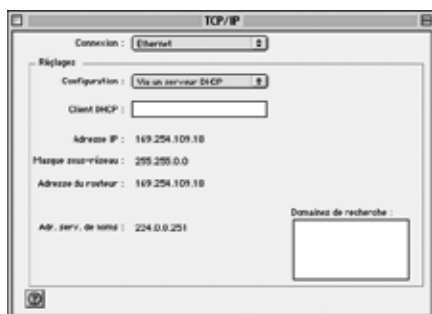 TCP/IP
Connexion : Ethernet
Réglages
Configuration : Via un serveur DHCP
Client DHCP :
Adresse IP : 169.254.109.18
Masque sous-réseau : 255.255.0.0
Adresse du routeur : 169.254.109.18
Domaines de recherche :
Adr. serv. de noms : 224.0.0.251
?